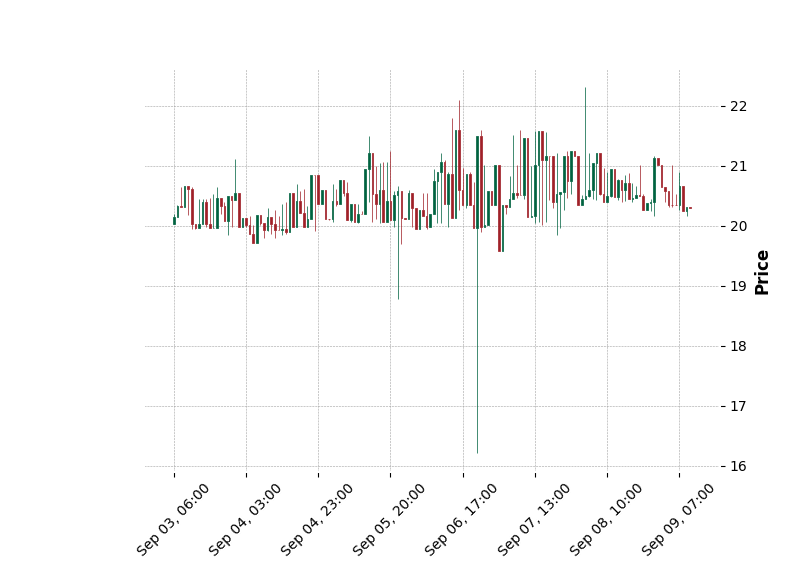 22
21
20
19
18
17
16
Price
Sep 03, 06:00
Sep 04, 03:00
Sep 04, 23:00
Sep 05, 20:00
Sep 06, 17:00
Sep 07, 13:00
Sep 08, 10:00
Sep 09, 07:00